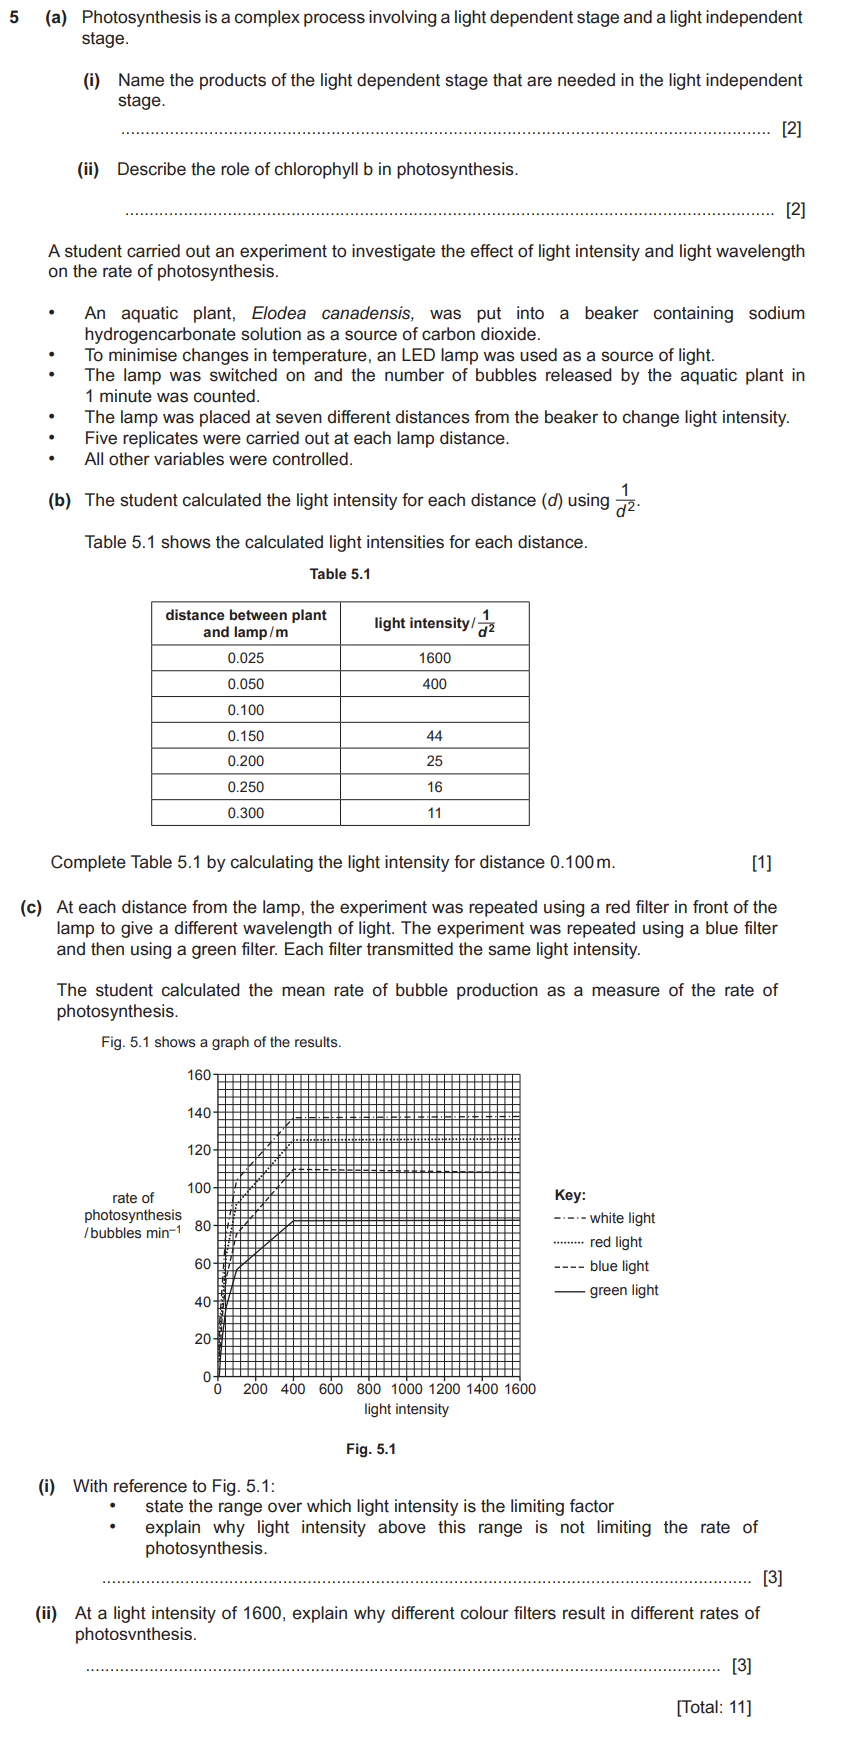 5 (a) Photosynthesis is a complex process involving a light dependent stage and a light independent
stage.
(i) Name the products of the light dependent stage that are needed in the light independent
stage.
.......................................................................................................................... [2]
(ii) Describe the role of chlorophyll b in photosynthesis.
.......................................................................................................................... [2]
A student carried out an experiment to investigate the effect of light intensity and light wavelength
on the rate of photosynthesis.
• An aquatic plant, Elodea canadensis, was put into a beaker containing sodium
hydrogencarbonate solution as a source of carbon dioxide.
• To minimise changes in temperature, an LED lamp was used as a source of light.
• The lamp was switched on and the number of bubbles released by the aquatic plant in
1 minute was counted.
• The lamp was placed at seven different distances from the beaker to change light intensity.
• Five replicates were carried out at each lamp distance.
• All other variables were controlled.
(b) The student calculated the light intensity for each distance (d) using 1/d².
Table 5.1 shows the calculated light intensities for each distance.
Table 5.1
distance between plant and lamp/m | light intensity/ 1/d²
0.025 1600
0.050 400
0.100
0.150 44
0.200 25
0.250 16
0.300 11
Complete Table 5.1 by calculating the light intensity for distance 0.100 m. [1]
(c) At each distance from the lamp, the experiment was repeated using a red filter in front of the
lamp to give a different wavelength of light. The experiment was repeated using a blue filter
and then using a green filter. Each filter transmitted the same light intensity.
The student calculated the mean rate of bubble production as a measure of the rate of
photosynthesis.
Fig. 5.1 shows a graph of the results.
160
140
120
100
80
60
40
20
0
rate of
photosynthesis
/bubbles min⁻¹
0 200 400 600 800 1000 1200 1400 1600
light intensity
Key:
white light
red light
blue light
green light
Fig. 5.1
(i) With reference to Fig. 5.1:
• state the range over which light intensity is the limiting factor
• explain why light intensity above this range is not limiting the rate of
photosynthesis.
.......................................................................................................................... [3]
(ii) At a light intensity of 1600, explain why different colour filters result in different rates of
photosynthesis.
.......................................................................................................................... [3]
[Total: 11]